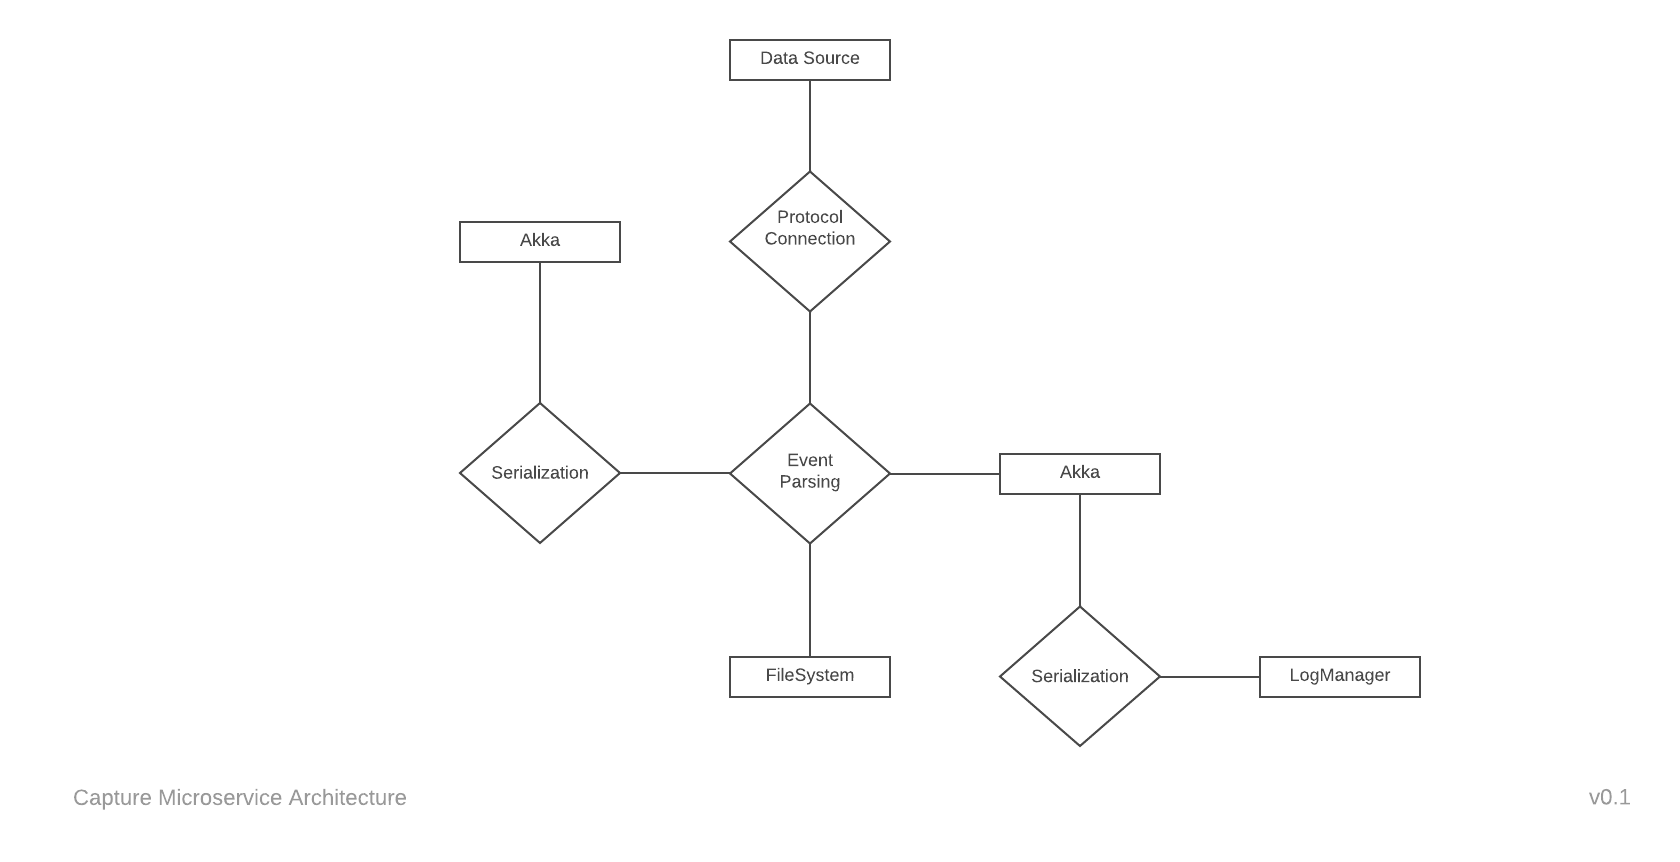 Data Source
Protocol
Connection
Akka
Serialization
Event
Parsing
Akka
FileSystem
Serialization
LogManager
Capture Microservice Architecture
v0.1